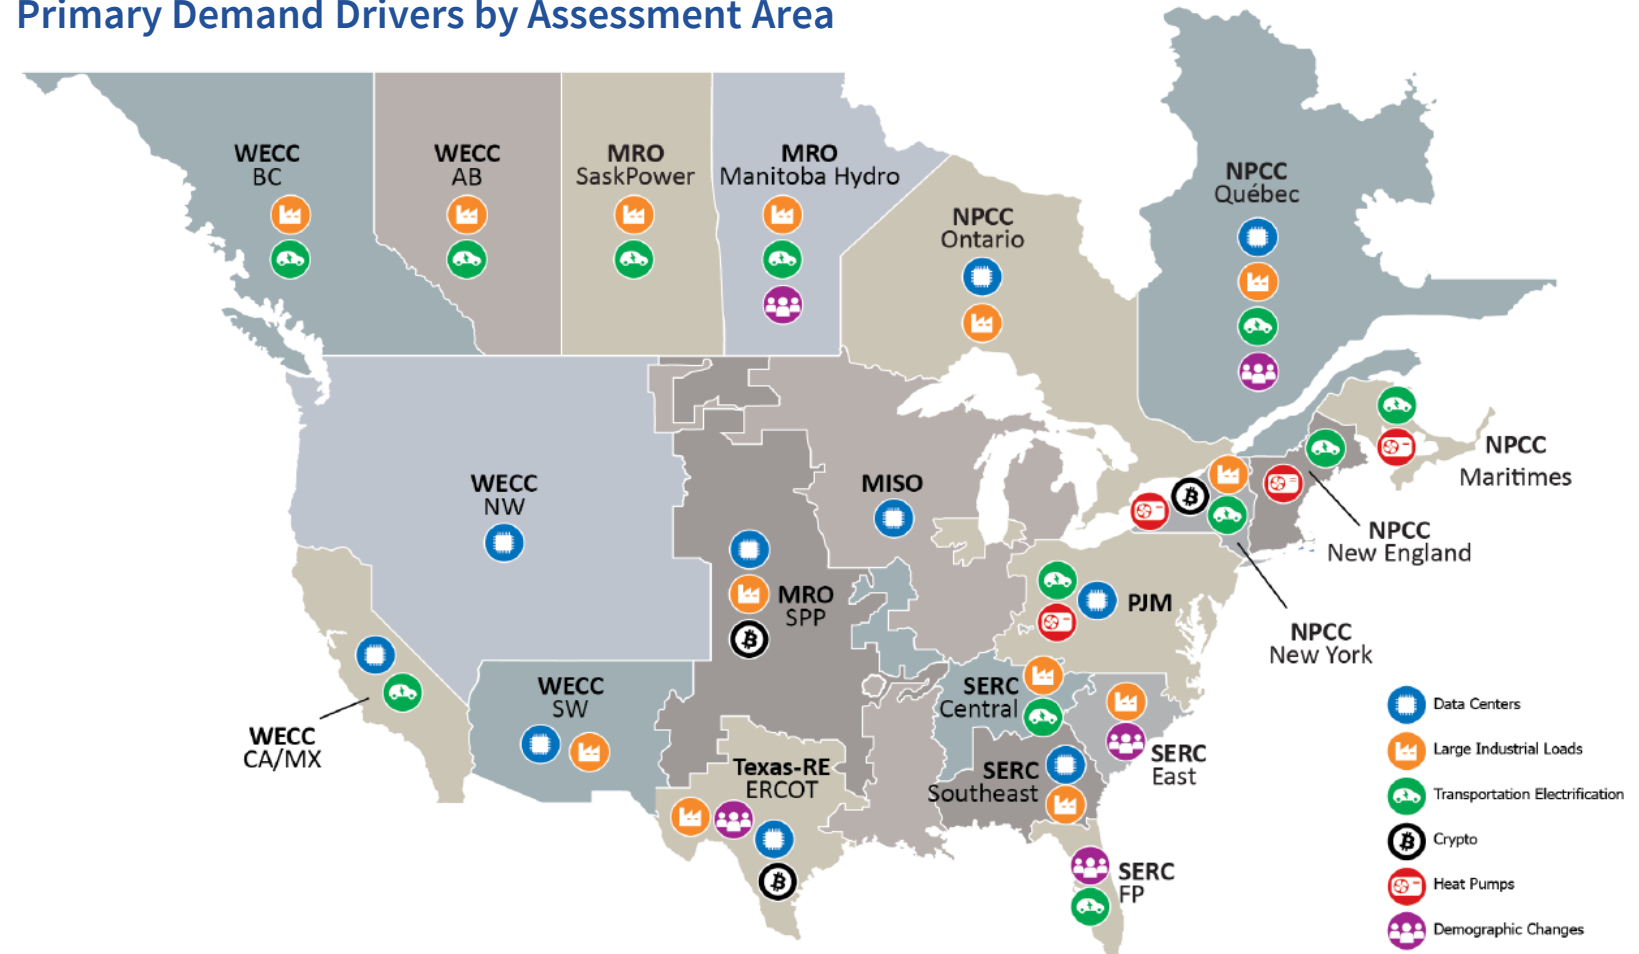 Primary Demand Drivers by Assessment Area
WECC
BC
WECC
AB
MRO
SaskPower
MRO
Manitoba Hydro
NPCC
Ontario
NPCC
Québec
WECC
NW
MISO
NPCC
Maritimes
NPCC
New England
MRO
SPP
PJM
NPCC
New York
WECC
CA/MX
WECC
SW
SERC
Central
SERC
East
Texas-RE
ERCOT
SERC
Southeast
SERC
FP
Data Centers
Large Industrial Loads
Transportation Electrification
Crypto
Heat Pumps
Demographic Changes